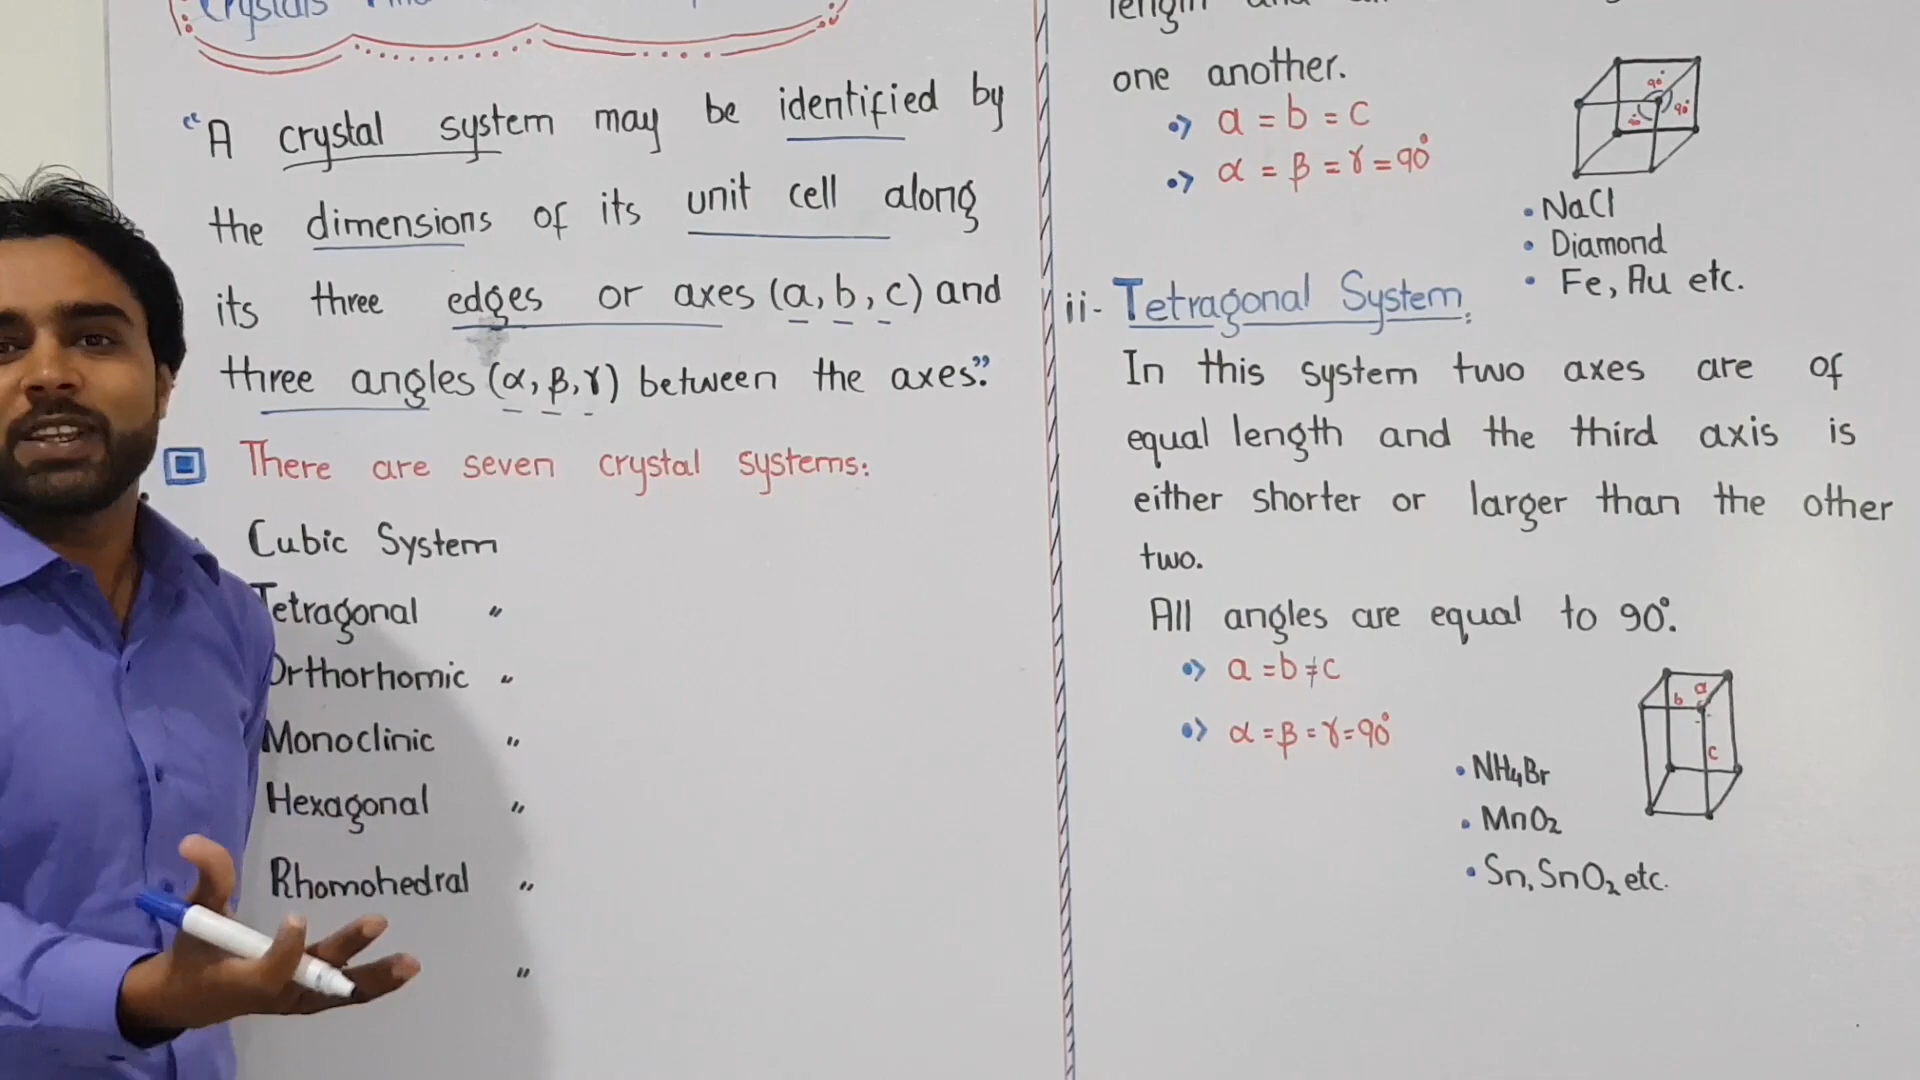 Crystals
"A crystal system may be identified by
the dimensions of its unit cell along
its three edges or axes (a, b, c) and
three angles (α, β, γ) between the axes."
There are seven crystal systems:
Cubic System
Tetragonal "
Orthorhomic "
Monoclinic "
Hexagonal "
Rhomohedral "
"
length and
one another.
a = b = c
α = β = γ = 90°
90°
90°
• NaCl
• Diamond
• Fe, Au etc.
ii- Tetragonal System:
In this system two axes are of
equal length and the third axis is
either shorter or larger than the other
two.
All angles are equal to 90°.
a = b ≠ c
α = β = γ = 90°
a
b
c
• NH₄Br
• MnO₂
• Sn, SnO₂ etc.